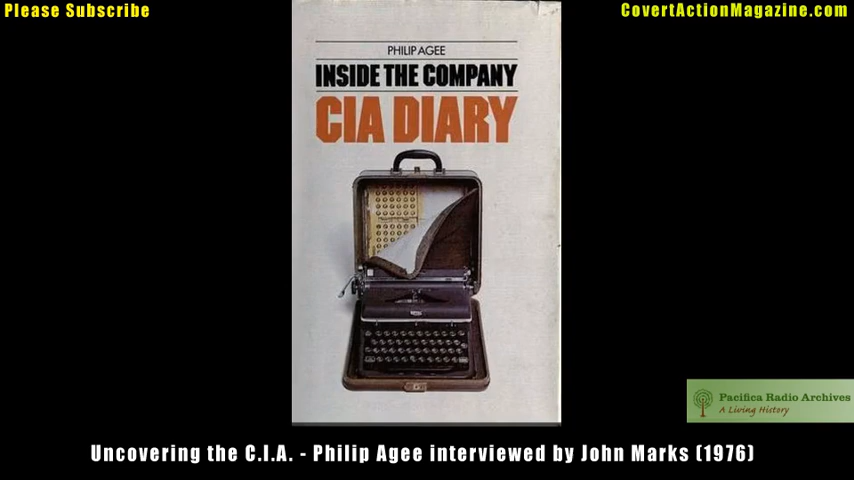 Please Subscribe
CovertActionMagazine.com
PHILIP AGEE
INSIDE THE COMPANY
CIA DIARY
Pacifica Radio Archives
A Living History
Uncovering the C.I.A. - Philip Agee interviewed by John Marks (1976)